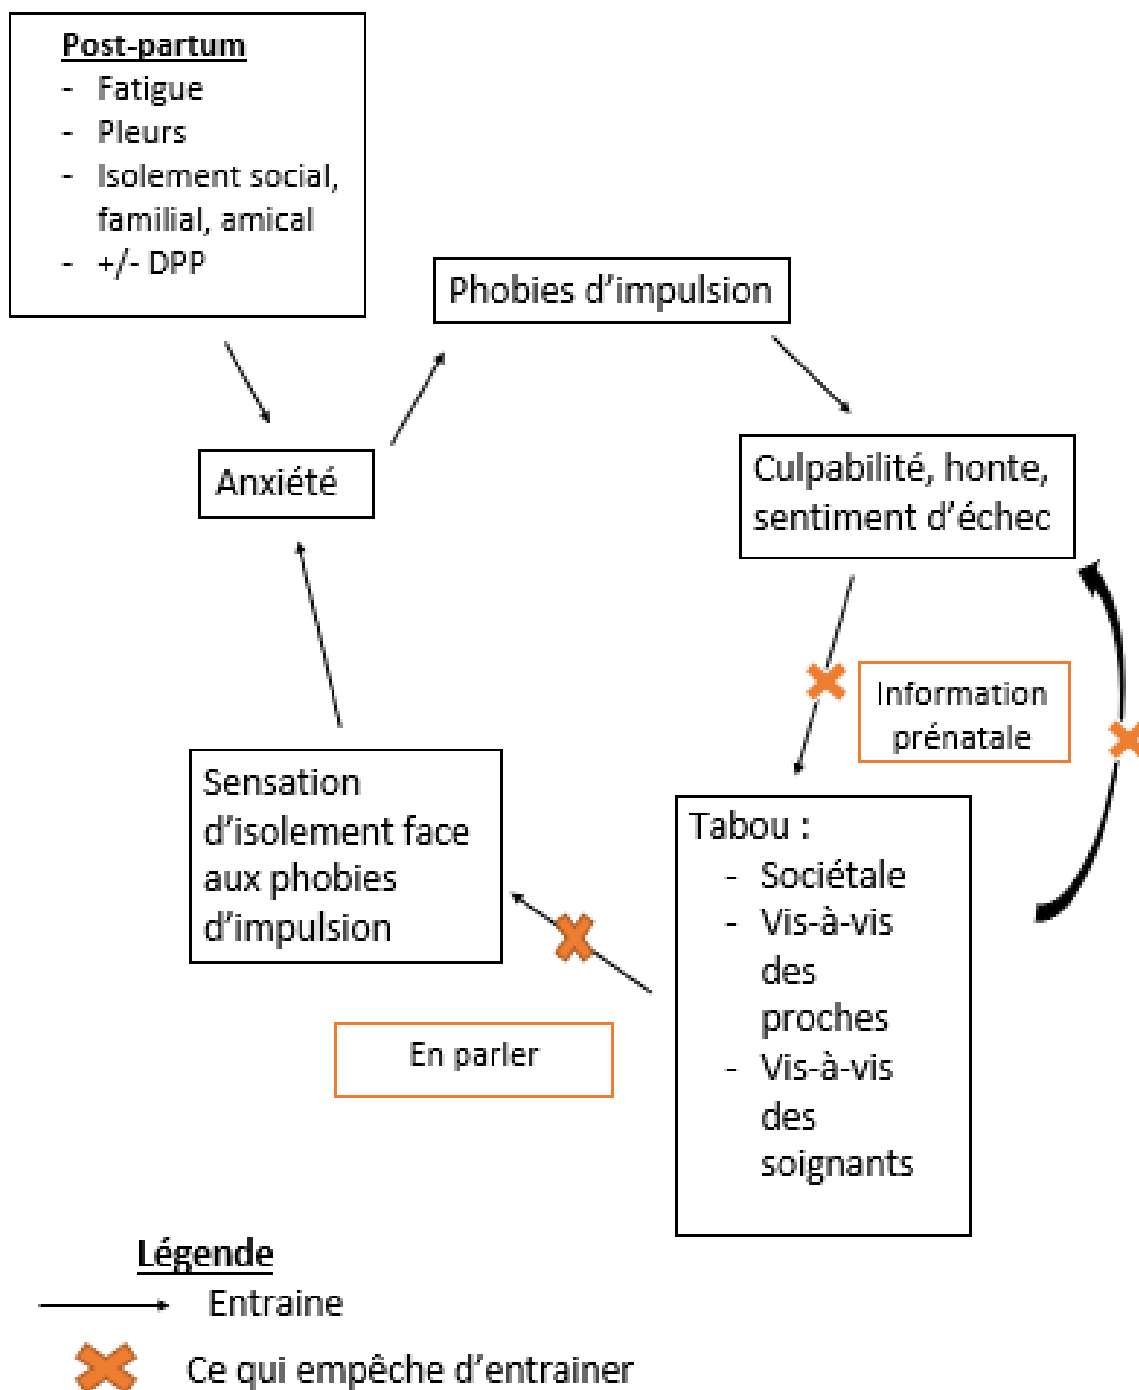 Post-partum
- Fatigue
- Pleurs
- Isolement social,
familial, amical
- +/- DPP
Phobies d'impulsion
Anxiété
Culpabilité, honte,
sentiment d'échec
Information
prénatale
Sensation
d'isolement face
aux phobies
d'impulsion
Tabou :
- Sociétale
- Vis-à-vis
des
proches
- Vis-à-vis
des
soignants
En parler
Légende
Entraine
Ce qui empêche d'entrainer